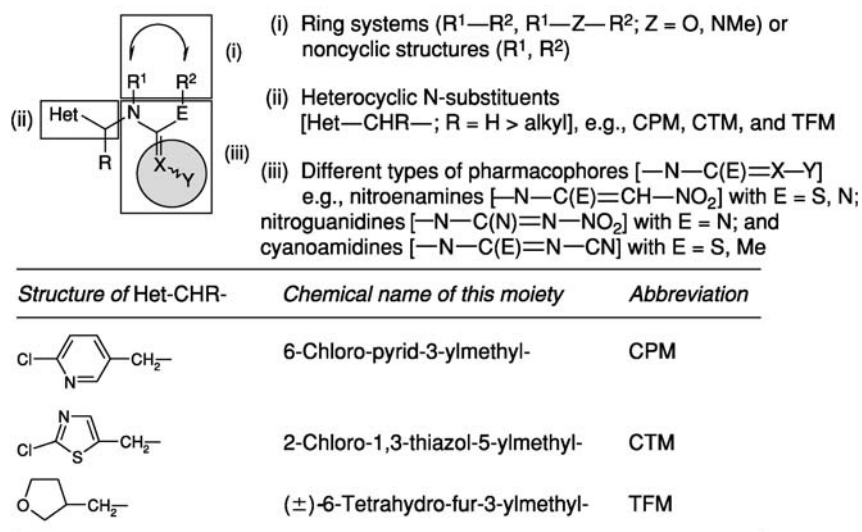 (i) Ring systems (R¹—R², R¹—Z—R²; Z = O, NMe) or
noncyclic structures (R¹, R²)
(i)
R¹ R²
(ii) Het N E
R
X
Y
(iii)
(ii) Heterocyclic N-substituents
[Het—CHR—; R = H > alkyl], e.g., CPM, CTM, and TFM
(iii) Different types of pharmacophores [—N—C(E)=X—Y]
e.g., nitroenamines [—N—C(E)=CH—NO₂] with E = S, N;
nitroguanidines [—N—C(N)=N—NO₂] with E = N; and
cyanoamidines [—N—C(E)=N—CN] with E = S, Me
Structure of Het-CHR- Chemical name of this moiety Abbreviation
Cl N CH₂— 6-Chloro-pyrid-3-ylmethyl- CPM
Cl N S CH₂— 2-Chloro-1,3-thiazol-5-ylmethyl- CTM
O CH₂— (±)-6-Tetrahydro-fur-3-ylmethyl- TFM